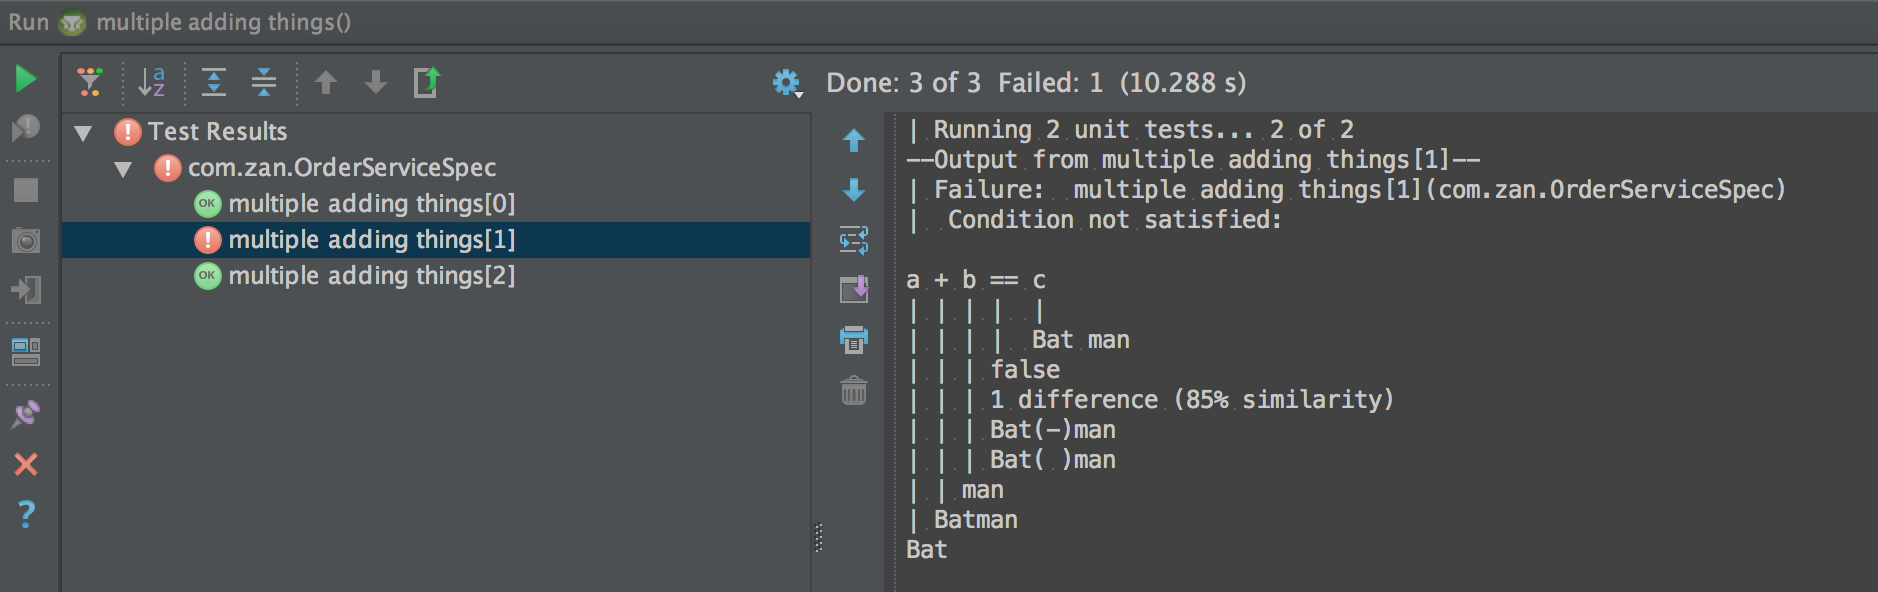 Run multiple adding things()
Done: 3 of 3 Failed: 1 (10.288 s)
Test Results
com.zan.OrderServiceSpec
OK multiple adding things[0]
! multiple adding things[1]
OK multiple adding things[2]
| Running 2 unit tests... 2 of 2
--Output from multiple adding things[1]--
| Failure:  multiple adding things[1](com.zan.OrderServiceSpec)
|  Condition not satisfied:
a + b == c
| | | |  |
| | | |  Bat man
| | | false
| | | 1 difference (85% similarity)
| | | Bat(-)man
| | | Bat( )man
| | man
| Batman
Bat